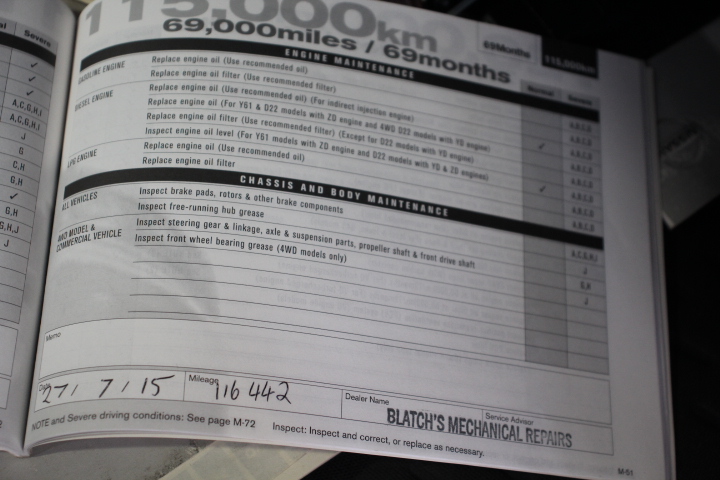 115,000km
69,000miles / 69months
69Months
115,000km
Normal
Severe
ENGINE MAINTENANCE
GASOLINE ENGINE
Replace engine oil (Use recommended oil)
A,B,C,D
Replace engine oil filter (Use recommended filter)
DIESEL ENGINE
Replace engine oil (Use recommended oil) (For indirect injection engine)
Replace engine oil (For Y61 & D22 models with ZD engine and 4WD D22 models with YD engine)
✓
A,B,C,D
Replace engine oil filter (Use recommended filter) (Except for D22 models with YD engine)
A,B,C,D
Inspect engine oil level (For Y61 models with ZD engine and D22 models with YD & ZD engines)
✓
LPG ENGINE
Replace engine oil (Use recommended oil)
A,B,C,D
Replace engine oil filter
A,B,C,D
CHASSIS AND BODY MAINTENANCE
ALL VEHICLES
Inspect brake pads, rotors & other brake components
A,C,G,H,I
Inspect free-running hub grease
J
4WD MODEL & COMMERCIAL VEHICLE
Inspect steering gear & linkage, axle & suspension parts, propeller shaft & front drive shaft
G,H
Inspect front wheel bearing grease (4WD models only)
J
Memo
Date
27 / 7 / 15
Mileage
116 442
Dealer Name
Service Advisor
BLATCH'S MECHANICAL REPAIRS
NOTE and Severe driving conditions: See page M-72
Inspect: Inspect and correct, or replace as necessary.
M-51
Severe
✓
✓
✓
A,C,G,H,I
A,C,G,H,I
J
G
C,H
G,H
✓
G,H
G,H,J
J